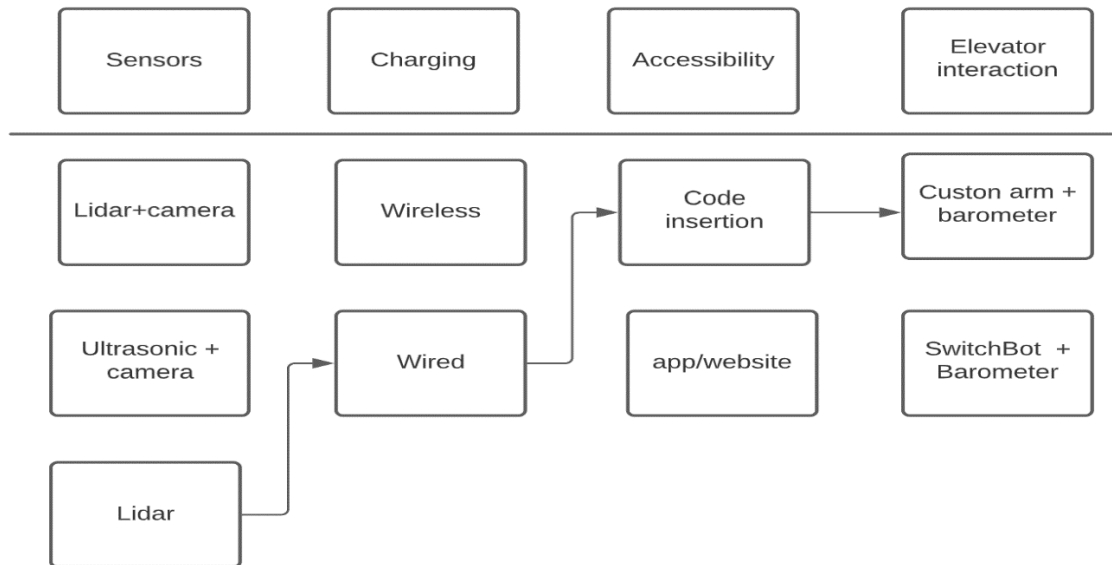 Sensors
Charging
Accessibility
Elevator
interaction
Lidar+camera
Wireless
Code
insertion
Custon arm +
barometer
Ultrasonic +
camera
Wired
app/website
SwitchBot +
Barometer
Lidar